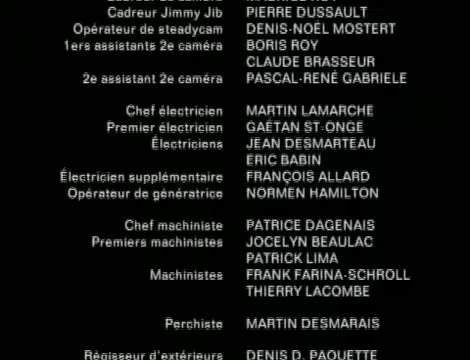 Cadreur Jimmy Jib PIERRE DUSSAULT
Opérateur de steadycam DENIS-NOËL MOSTERT
1ers assistants 2e caméra BORIS ROY
CLAUDE BRASSEUR
2e assistant 2e caméra PASCAL-RENÉ GABRIELE
Chef électricien MARTIN LAMARCHE
Premier électricien GAÉTAN ST-ONGE
Électriciens JEAN DESMARTEAU
ÉRIC BABIN
Électricien supplémentaire FRANÇOIS ALLARD
Opérateur de génératrice NORMEN HAMILTON
Chef machiniste PATRICE DAGENAIS
Premiers machinistes JOCELYN BEAULAC
PATRICK LIMA
Machinistes FRANK FARINA-SCHROLL
THIERRY LACOMBE
Perchiste MARTIN DESMARAIS
Régisseur d'extérieurs DENIS D. PAQUETTE